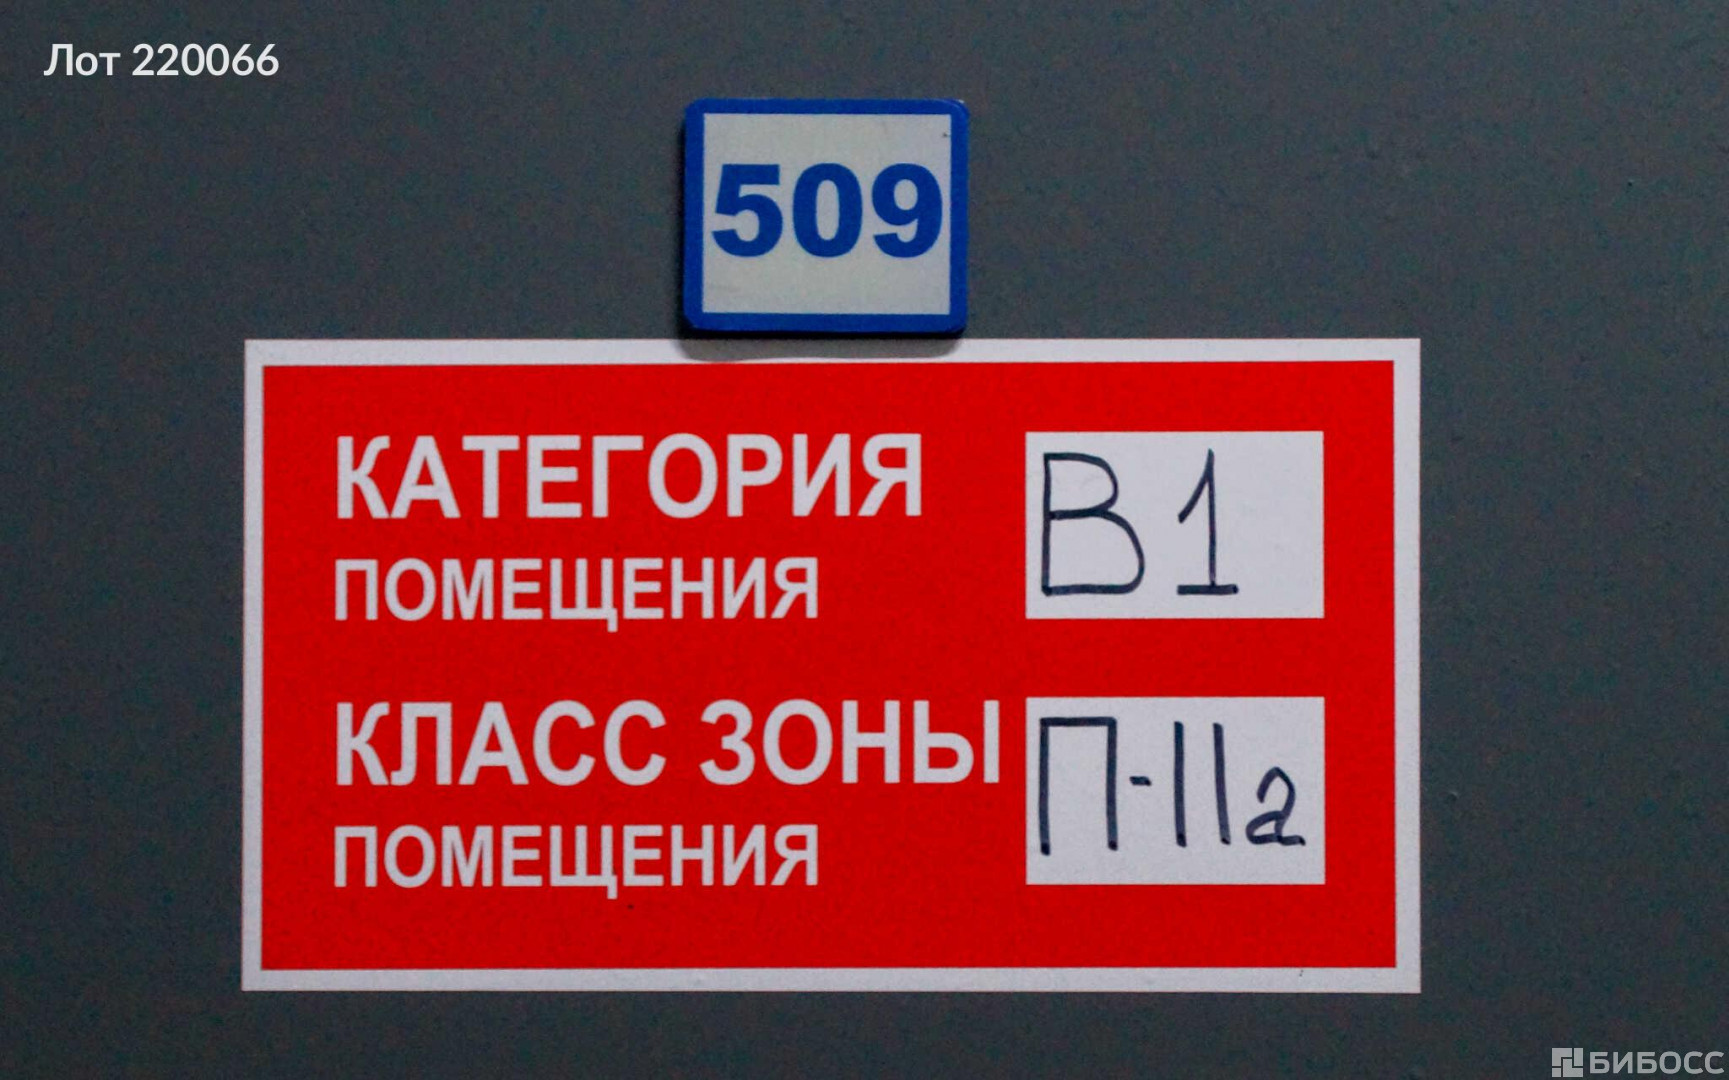 Лот 220066
509
КАТЕГОРИЯ В1
ПОМЕЩЕНИЯ
КЛАСС ЗОНЫ П-IIа
ПОМЕЩЕНИЯ
БИБОСС